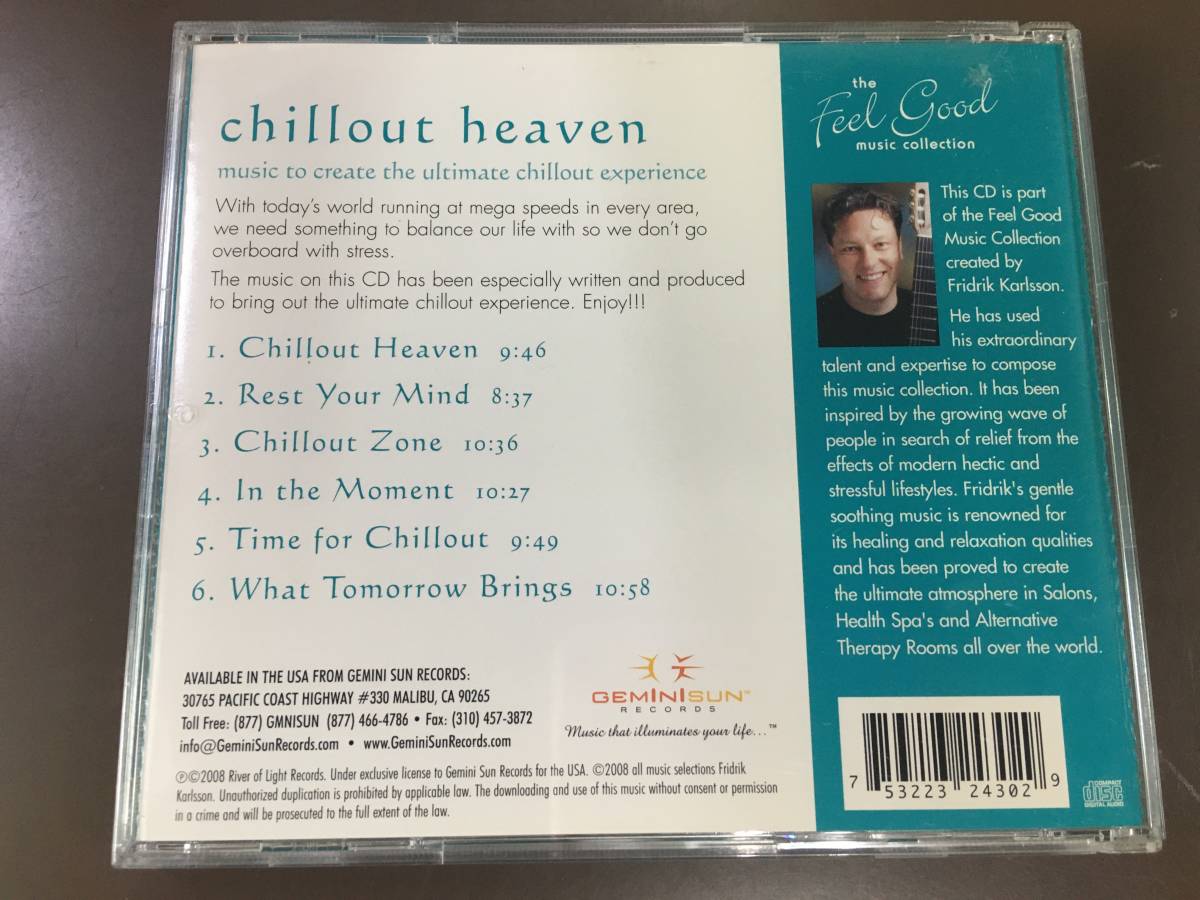 chillout heaven
music to create the ultimate chillout experience
With today's world running at mega speeds in every area,
we need something to balance our life with so we don't go
overboard with stress.
The music on this CD has been especially written and produced
to bring out the ultimate chillout experience. Enjoy!!!
1. Chillout Heaven 9:46
2. Rest Your Mind 8:37
3. Chillout Zone 10:36
4. In the Moment 10:27
5. Time for Chillout 9:49
6. What Tomorrow Brings 10:58
AVAILABLE IN THE USA FROM GEMINI SUN RECORDS:
30765 PACIFIC COAST HIGHWAY #330 MALIBU, CA 90265
Toll Free: (877) GMNISUN (877) 466-4786 • Fax: (310) 457-3872
info@GeminiSunRecords.com • www.GeminiSunRecords.com
GEMINISUN™
RECORDS
Music that illuminates your life...™
℗©2008 River of Light Records. Under exclusive license to Gemini Sun Records for the USA. ©2008 all music selections Fridrik
Karlsson. Unauthorized duplication is prohibited by applicable law. The downloading and use of this music without consent or permission
in a crime and will be prosecuted to the full extent of the law.
the
Feel Good
music collection
This CD is part
of the Feel Good
Music Collection
created by
Fridrik Karlsson.
He has used
his extraordinary
talent and expertise to compose
this music collection. It has been
inspired by the growing wave of
people in search of relief from the
effects of modern hectic and
stressful lifestyles. Fridrik's gentle
soothing music is renowned for
its healing and relaxation qualities
and has been proved to create
the ultimate atmosphere in Salons,
Health Spa's and Alternative
Therapy Rooms all over the world.
7 53223 24302 9
COMPACT
disc
DIGITAL AUDIO